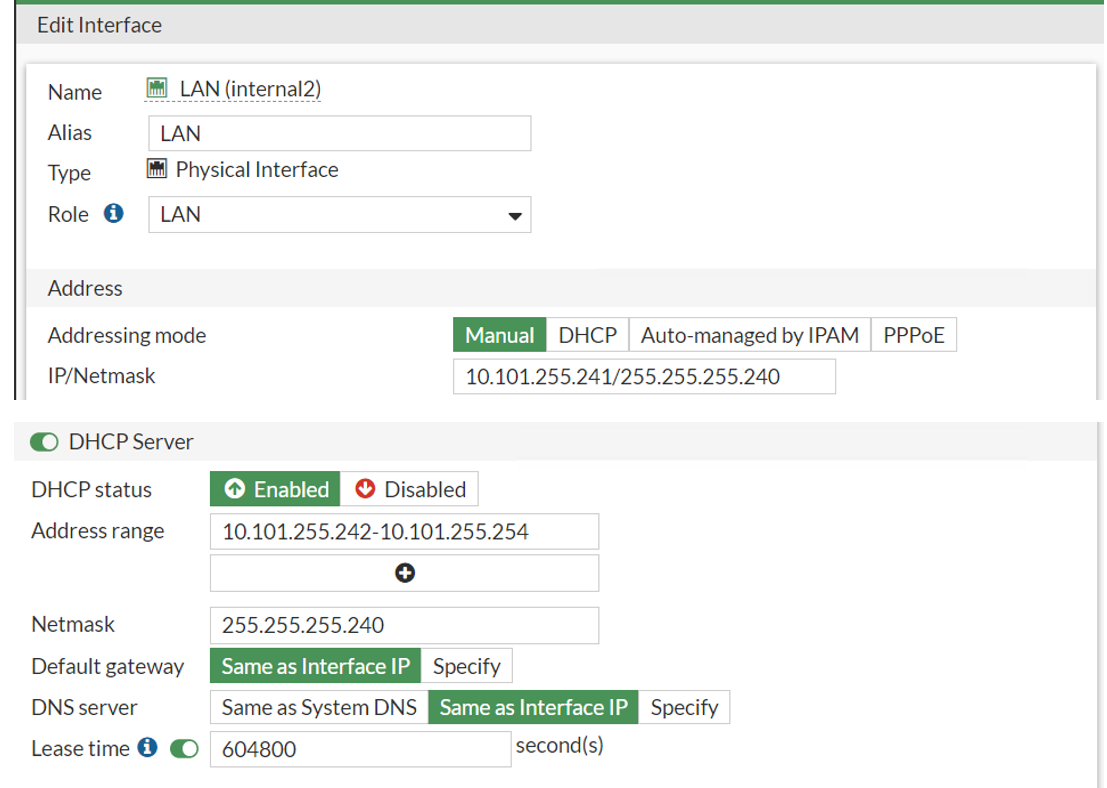 Edit Interface
Name LAN (internal2)
Alias LAN
Type Physical Interface
Role LAN
Address
Addressing mode Manual DHCP Auto-managed by IPAM PPPoE
IP/Netmask 10.101.255.241/255.255.255.240
DHCP Server
DHCP status Enabled Disabled
Address range 10.101.255.242-10.101.255.254
Netmask 255.255.255.240
Default gateway Same as Interface IP Specify
DNS server Same as System DNS Same as Interface IP Specify
Lease time 604800 second(s)